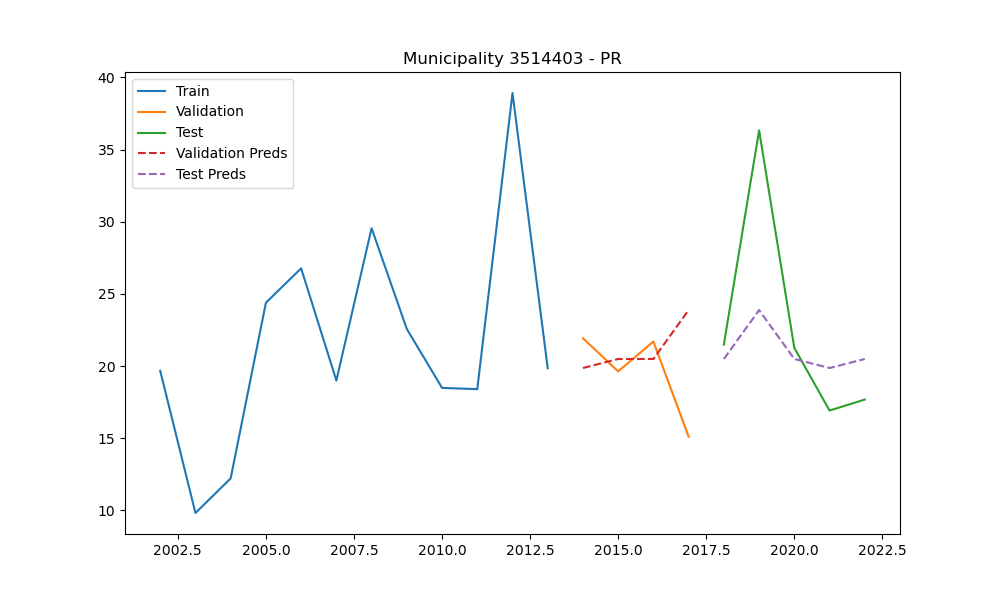 Municipality 3514403 - PR
40
35
30
25
20
15
10
Train
Validation
Test
Validation Preds
Test Preds
2002.5 2005.0 2007.5 2010.0 2012.5 2015.0 2017.5 2020.0 2022.5